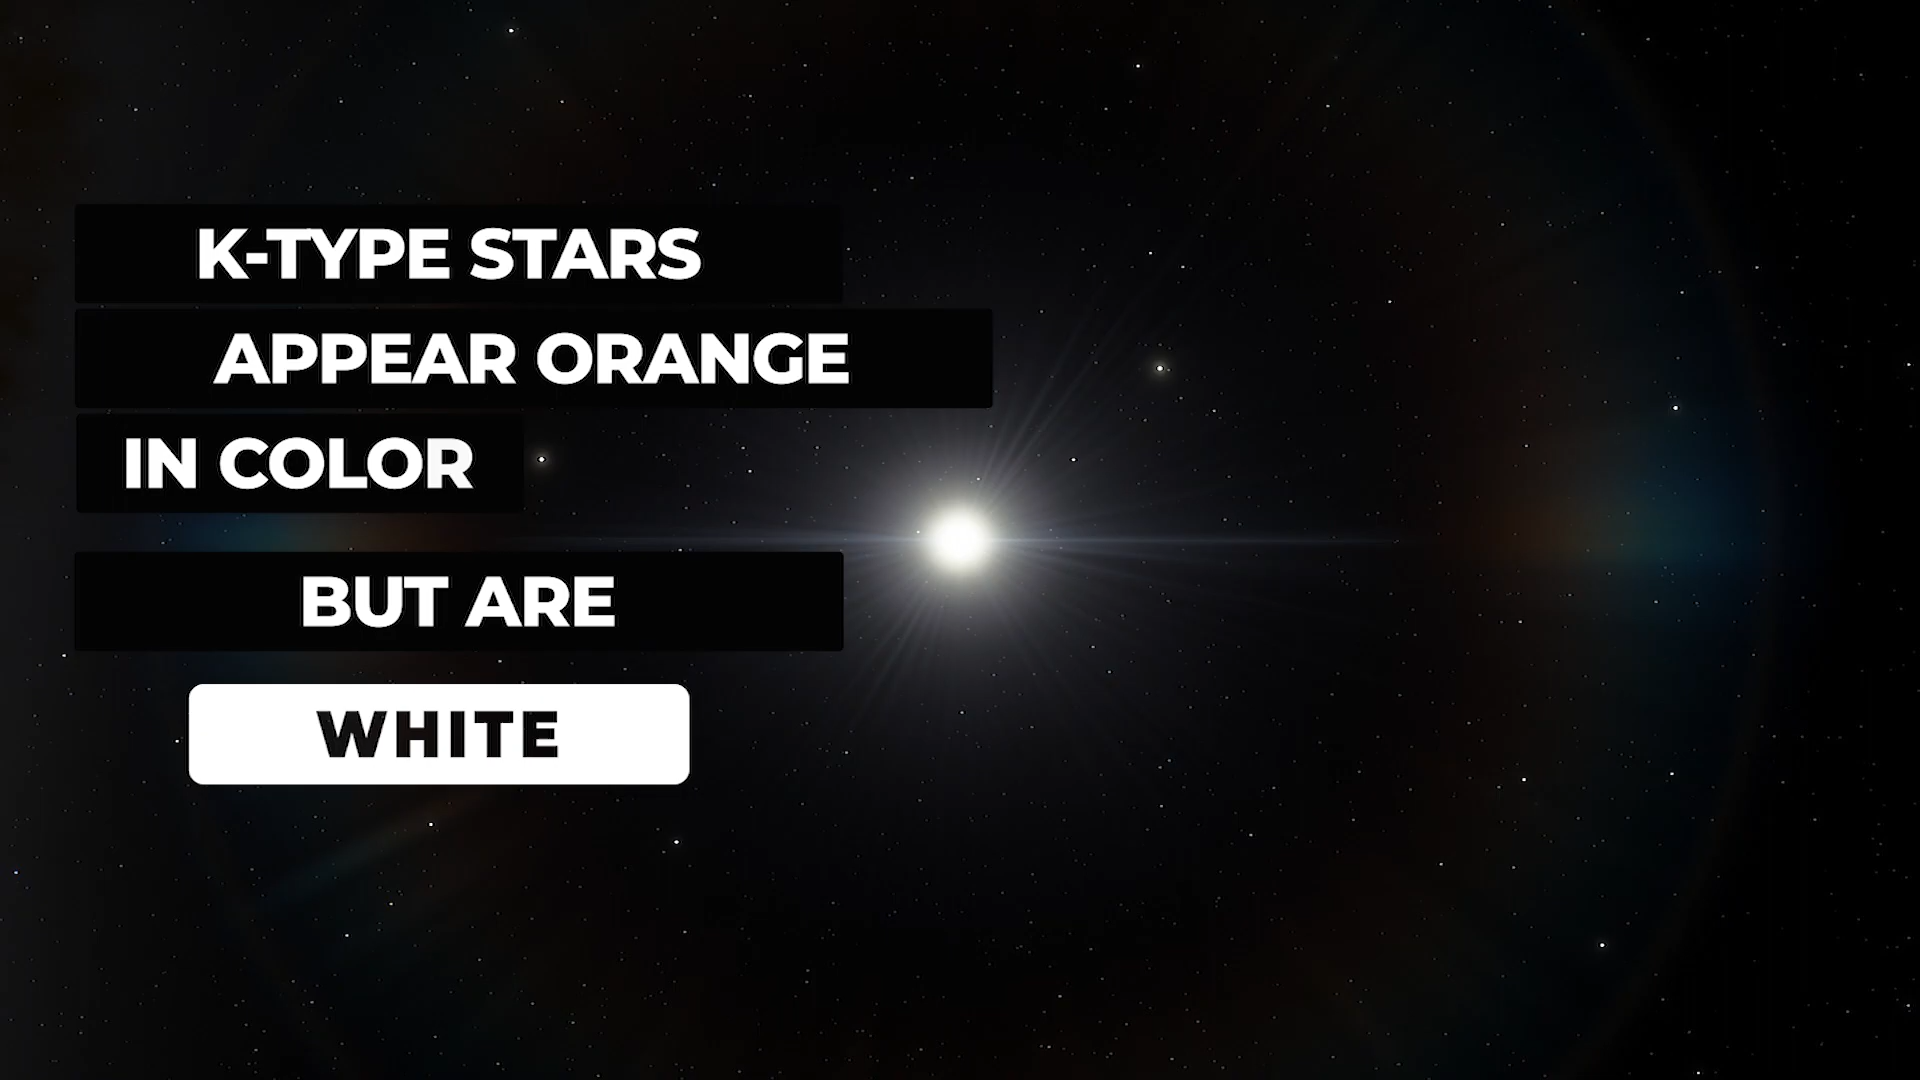 K-TYPE STARS
APPEAR ORANGE
IN COLOR
BUT ARE
WHITE